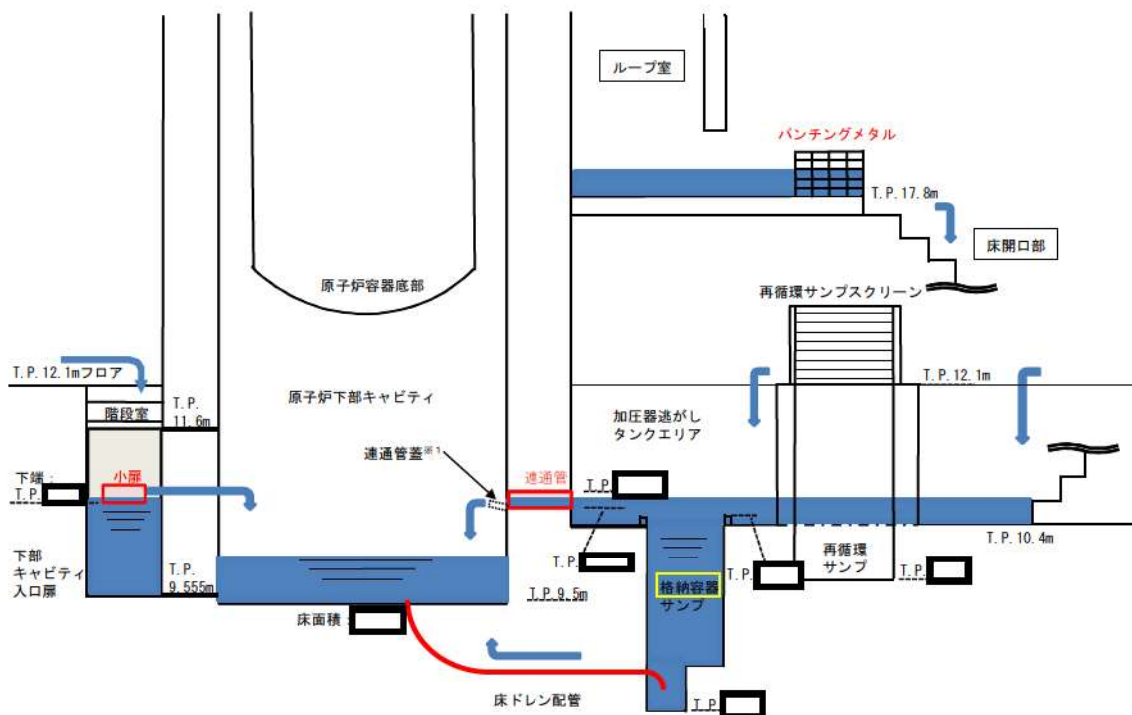 ループ室
パンチングメタル
T.P.17.8m
床開口部
原子炉容器底部
再循環サンプスクリーン
T.P.12.1mフロア
T.P.12.1m
階段室
T.P.
11.6m
原子炉下部キャビティ
加圧器逃がし
タンクエリア
連通管蓋※1
連通管
下端：
T.P.
小扉
T.P.
T.P.10.4m
下部
キャビティ
入口扉
T.P.
9.555m
T.P.
格納容器
サンプ
T.P.
再循環
サンプ
T.P.
T.P.9.5m
床面積：
床ドレン配管
T.P.